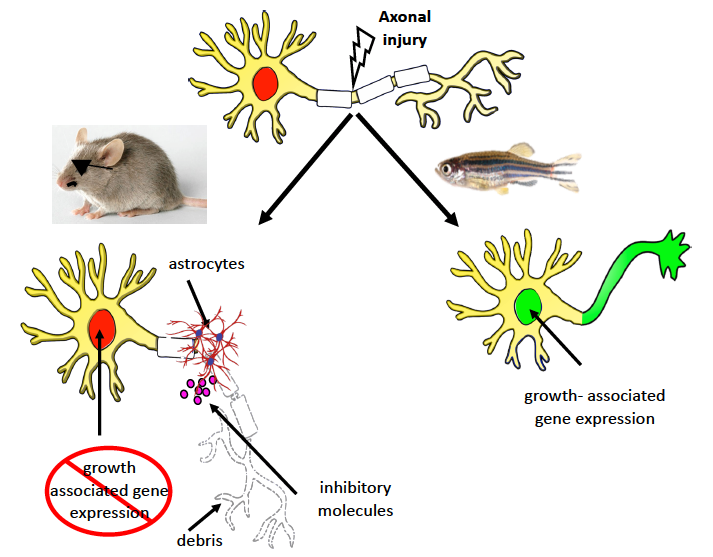 Axonal
injury
astrocytes
growth- associated
gene expression
growth
associated gene
expression
inhibitory
molecules
debris